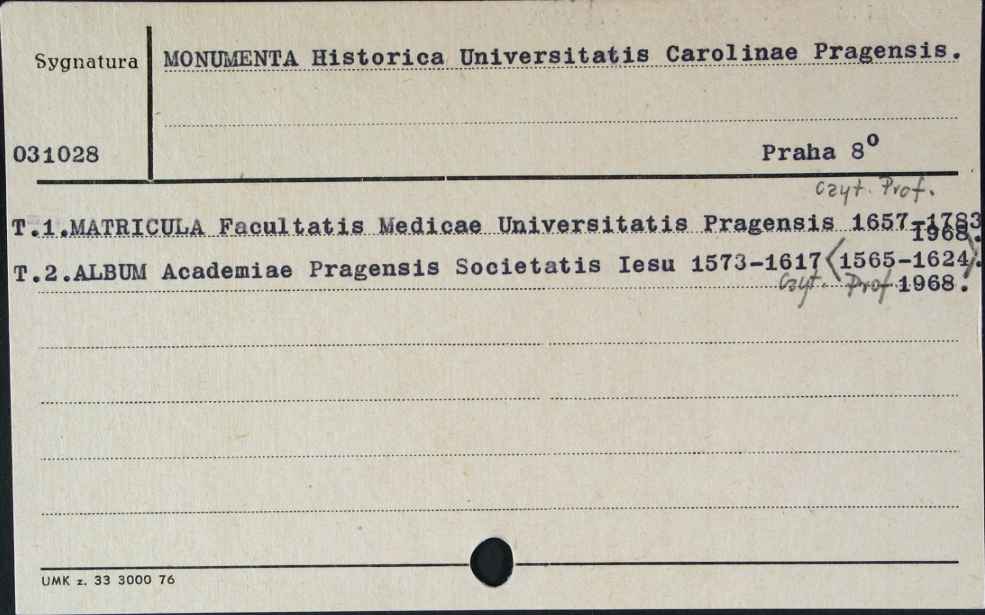 Sygnatura
MONUMENTA Historica Universitatis Carolinae Pragensis.
031028
Praha 8⁰
Czyt. Prof.
T.1.MATRICULA Facultatis Medicae Universitatis Pragensis 1657-1783
1968.
T.2.ALBUM Academiae Pragensis Societatis Iesu 1573-1617(1565-1624).
Czyt. Prof 1968.
UMK z. 33 3000 76